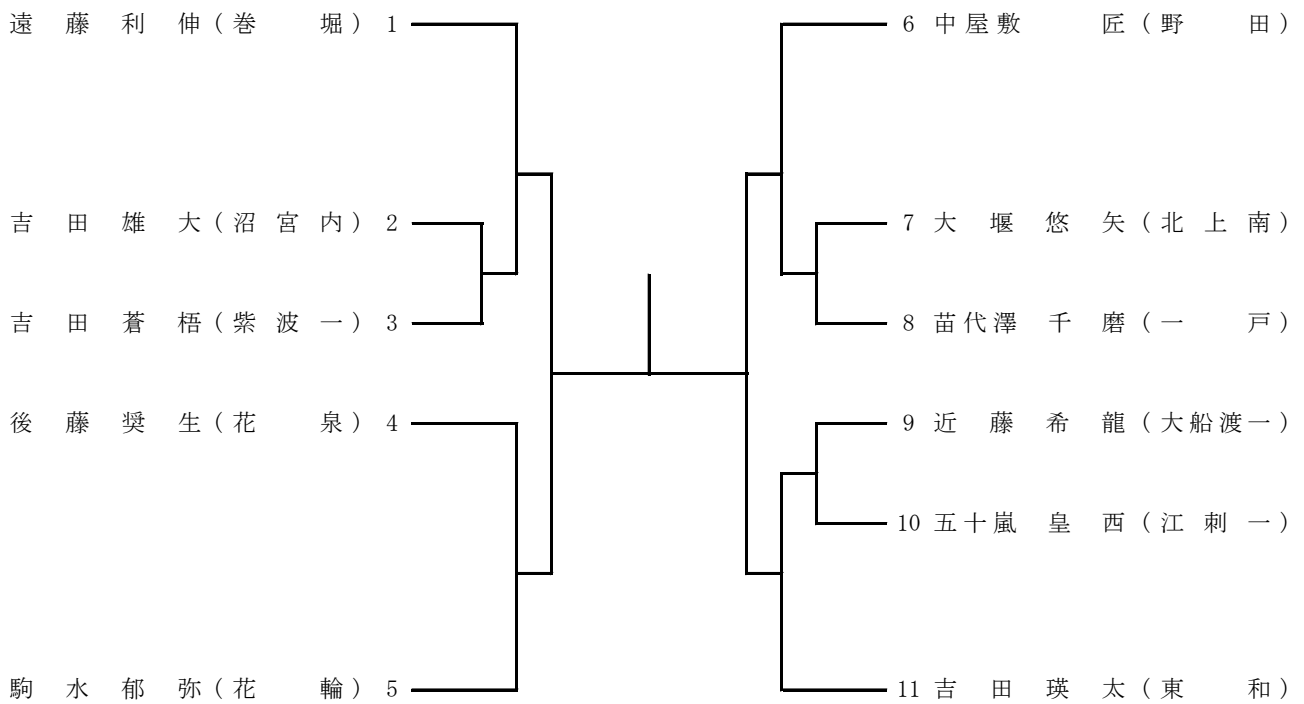 遠藤利伸(巻堀) 1
吉田雄大(沼宮内) 2
吉田蒼梧(紫波一) 3
後藤奨生(花泉) 4
駒水郁弥(花輪) 5
6 中屋敷匠(野田)
7 大堰悠矢(北上南)
8 苗代澤千磨(一戸)
9 近藤希龍(大船渡一)
10 五十嵐皇西(江刺一)
11 吉田瑛太(東和)